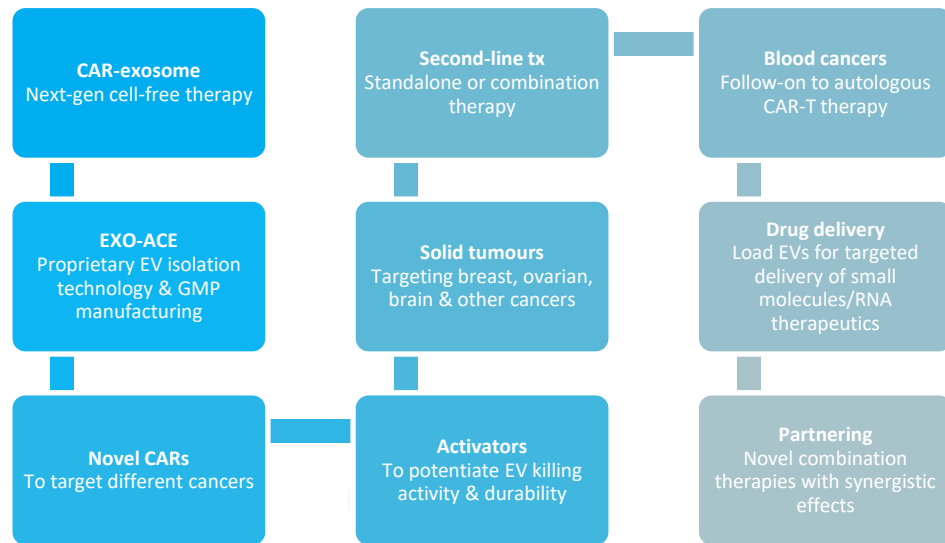 CAR-exosome
Next-gen cell-free therapy
EXO-ACE
Proprietary EV isolation
technology & GMP
manufacturing
Novel CARs
To target different cancers
Activators
To potentiate EV killing
activity & durability
Solid tumours
Targeting breast, ovarian,
brain & other cancers
Second-line tx
Standalone or combination
therapy
Blood cancers
Follow-on to autologous
CAR-T therapy
Drug delivery
Load EVs for targeted
delivery of small
molecules/RNA
therapeutics
Partnering
Novel combination
therapies with synergistic
effects